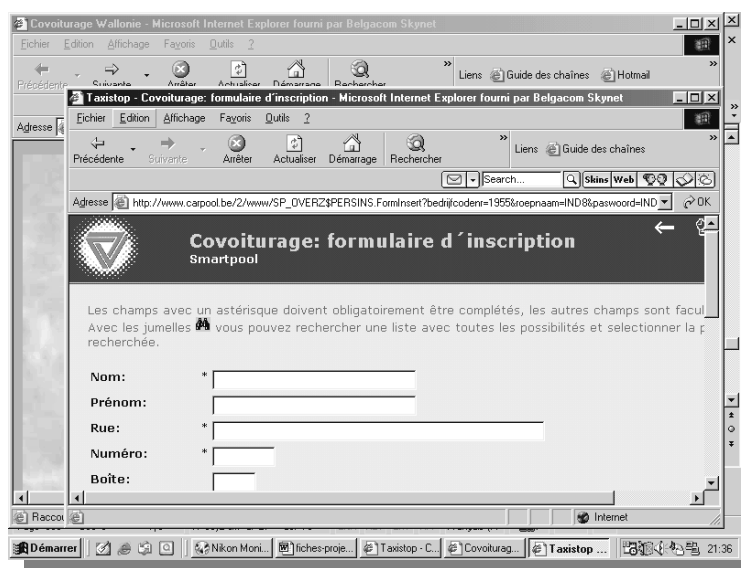 Covoiturage Wallonie - Microsoft Internet Explorer fourni par Belgacom Skynet
Fichier Edition Affichage Favoris Outils ?
Précédente Suivante Arrêter Actualiser Démarrage Rechercher » Liens Guide des chaînes Hotmail »
Adresse
Taxistop - Covoiturage: formulaire d'inscription - Microsoft Internet Explorer fourni par Belgacom Skynet
Fichier Edition Affichage Favoris Outils ?
Précédente Suivante Arrêter Actualiser Démarrage Rechercher » Liens Guide des chaînes »
Search... Skins Web
Adresse http://www.carpool.be/2/www/SP_OVERZ$PERSINS.FormInsert?bedrijfcodenr=1955&roepnaam=IND8&paswoord=IND OK
Covoiturage: formulaire d´inscription
Smartpool
Les champs avec un astérisque doivent obligatoirement être complétés, les autres champs sont facul
Avec les jumelles vous pouvez rechercher une liste avec toutes les possibilités et selectionner la p
recherchée.
Nom: *
Prénom:
Rue: *
Numéro: *
Boîte:
Raccou
Internet
Démarrer Nikon Moni... fiches-proje... Taxistop - C... Covoiturag... Taxistop ... 21:36